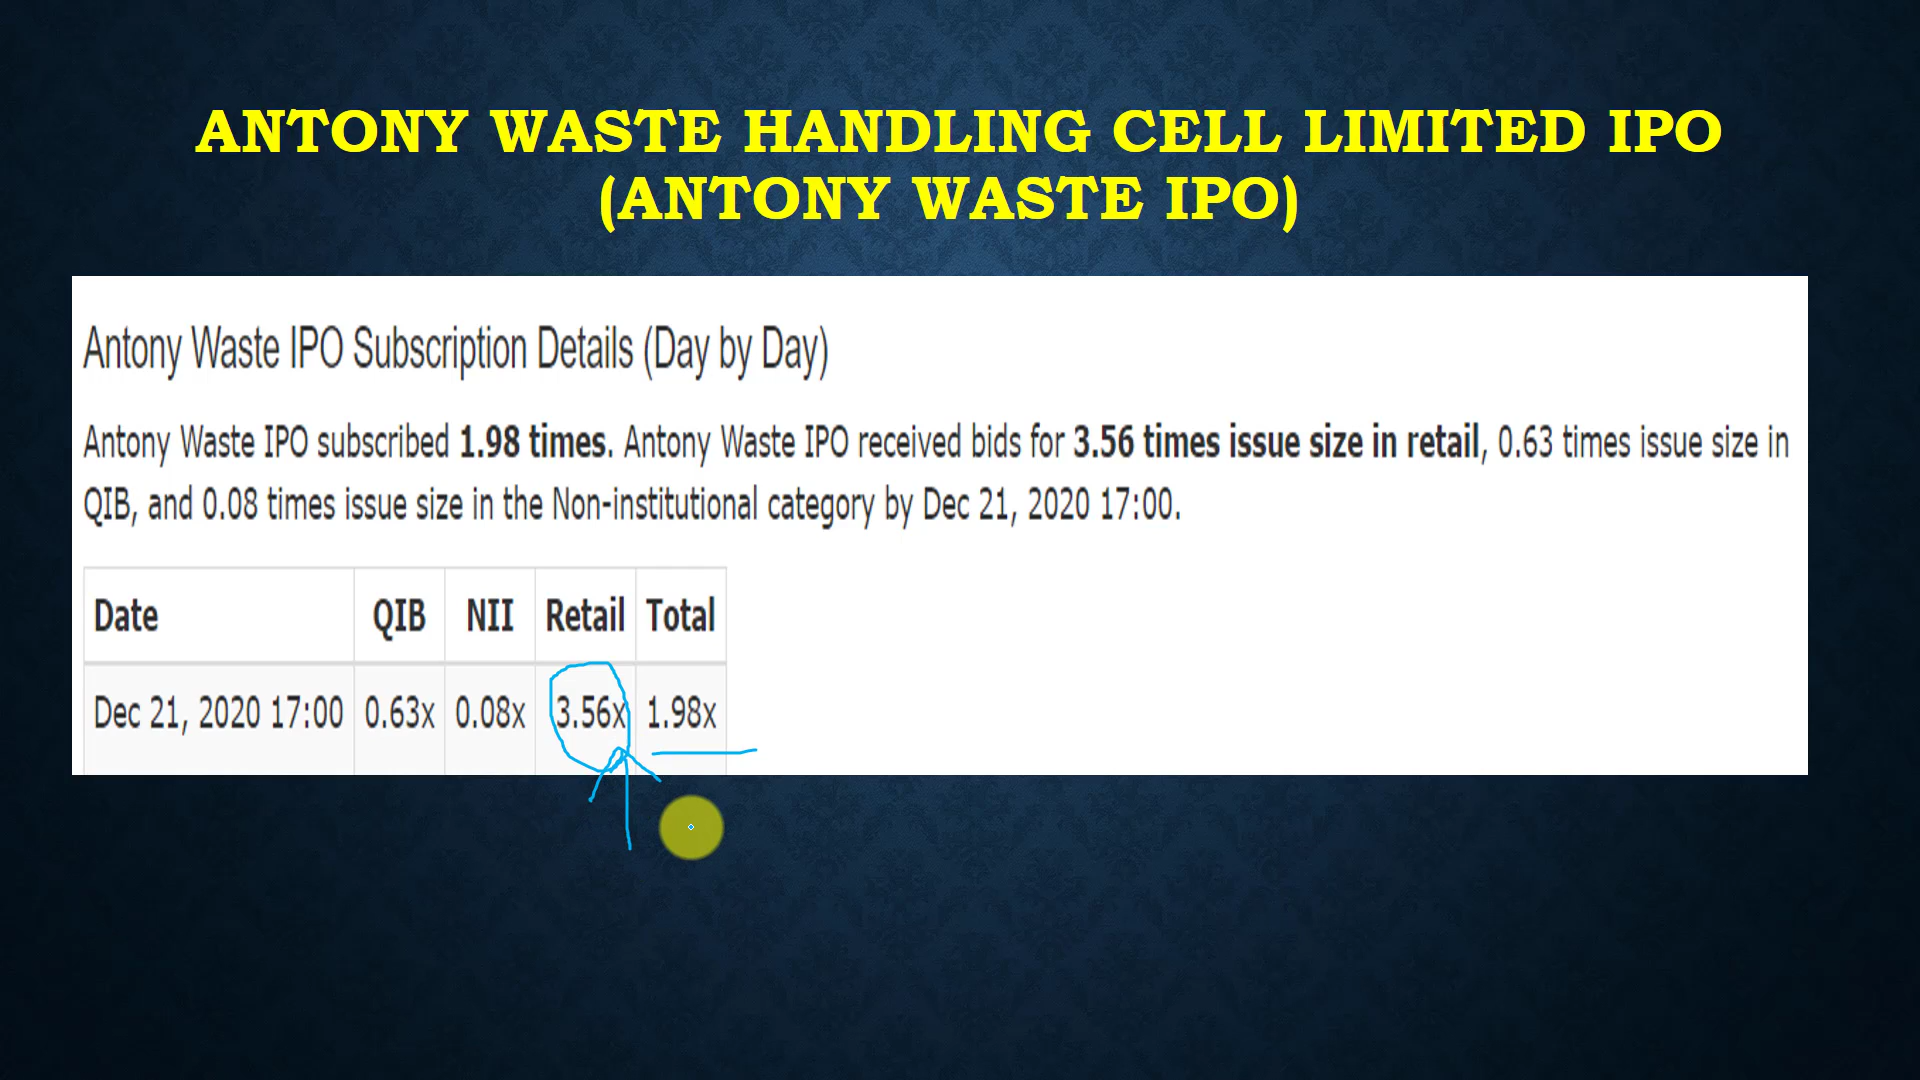 ANTONY WASTE HANDLING CELL LIMITED IPO
(ANTONY WASTE IPO)
Antony Waste IPO Subscription Details (Day by Day)
Antony Waste IPO subscribed 1.98 times. Antony Waste IPO received bids for 3.56 times issue size in retail, 0.63 times issue size in
QIB, and 0.08 times issue size in the Non-institutional category by Dec 21, 2020 17:00.
Date QIB NII Retail Total
Dec 21, 2020 17:00 0.63x 0.08x 3.56x 1.98x